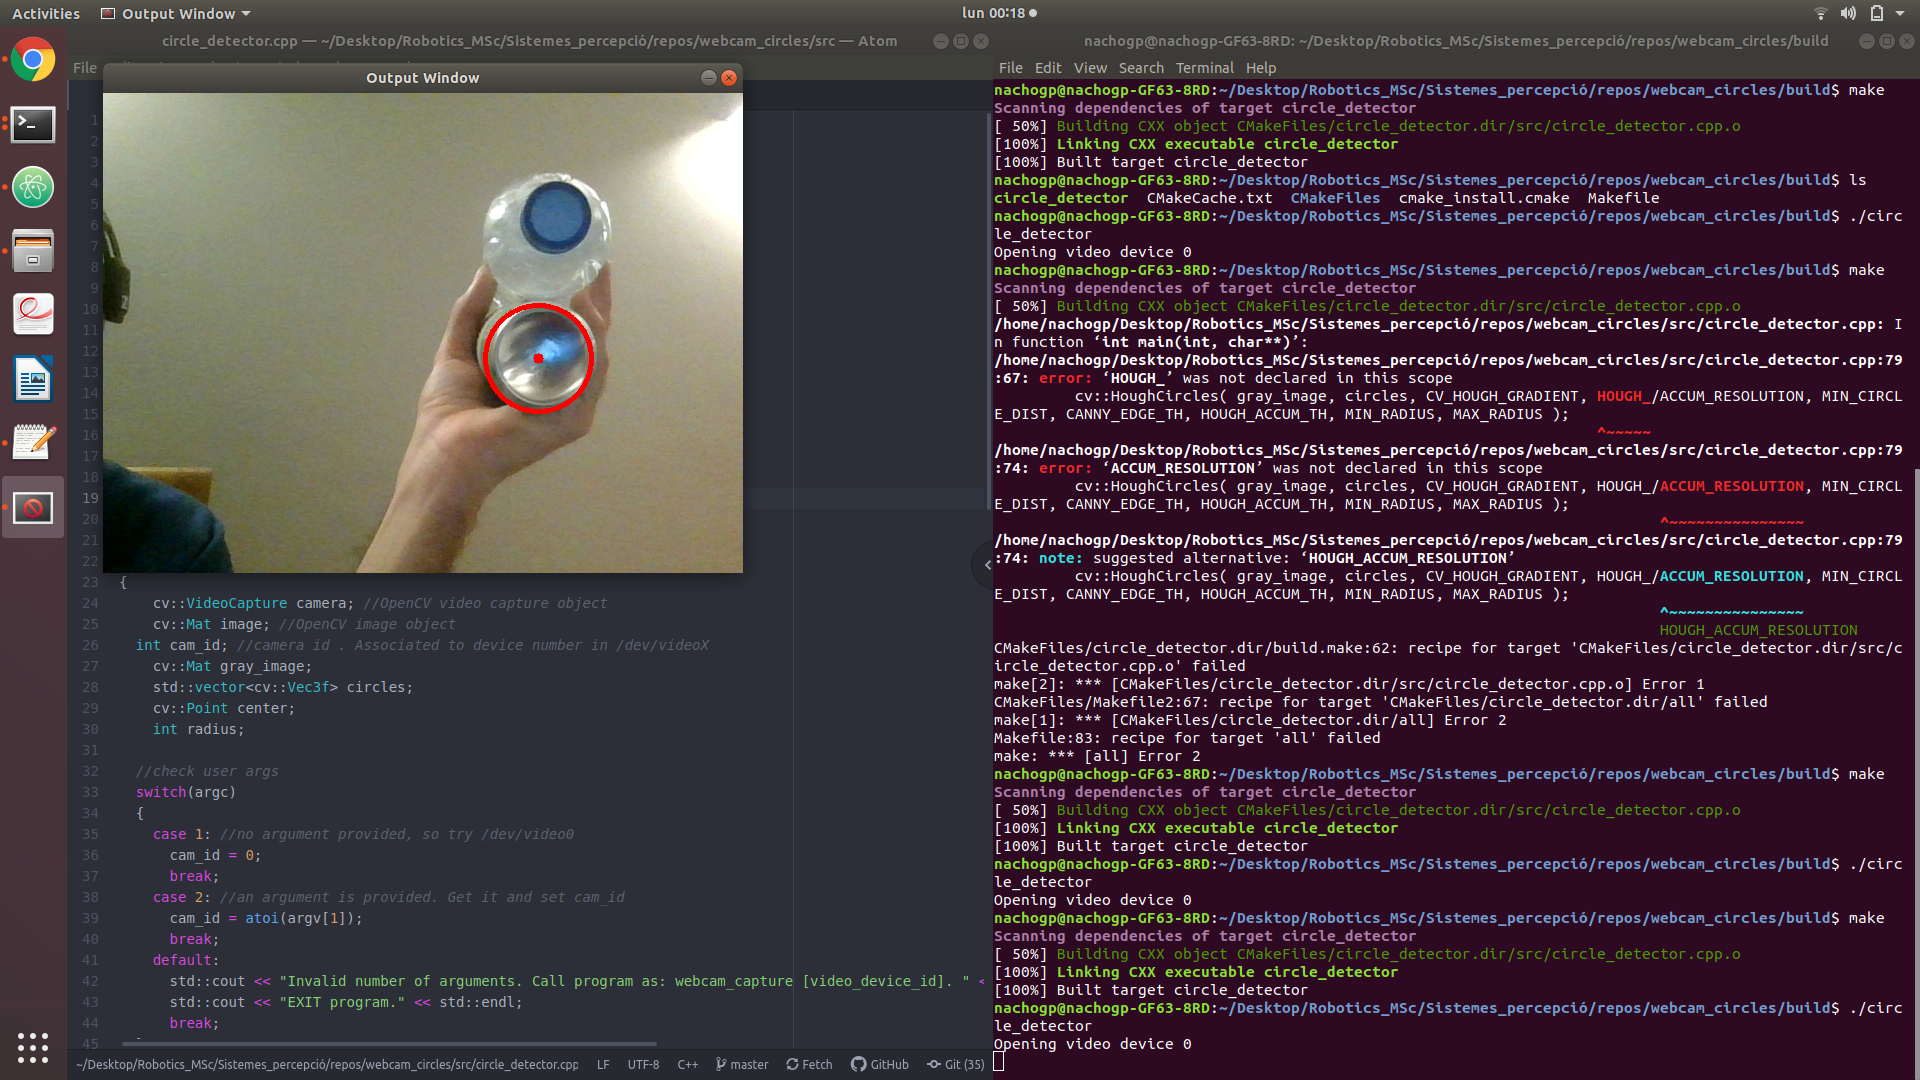 Activities
Output Window
lun 00:18
circle_detector.cpp — ~/Desktop/Robotics_MSc/Sistemes_percepció/repos/webcam_circles/src — Atom
File
Output Window
1
2
3
4
5
6
7
8
9
10
11
12
13
14
15
16
17
18
19
20
21
22
23 {
24 cv::VideoCapture camera; //OpenCV video capture object
25 cv::Mat image; //OpenCV image object
26 int cam_id; //camera id . Associated to device number in /dev/videoX
27 cv::Mat gray_image;
28 std::vector<cv::Vec3f> circles;
29 cv::Point center;
30 int radius;
31
32 //check user args
33 switch(argc)
34 {
35 case 1: //no argument provided, so try /dev/video0
36 cam_id = 0;
37 break;
38 case 2: //an argument is provided. Get it and set cam_id
39 cam_id = atoi(argv[1]);
40 break;
41 default:
42 std::cout << "Invalid number of arguments. Call program as: webcam_capture [video_device_id]. " <
43 std::cout << "EXIT program." << std::endl;
44 break;
45
~/Desktop/Robotics_MSc/Sistemes_percepció/repos/webcam_circles/src/circle_detector.cpp LF UTF-8 C++ master Fetch GitHub Git (35)
nachogp@nachogp-GF63-8RD: ~/Desktop/Robotics_MSc/Sistemes_percepció/repos/webcam_circles/build
File Edit View Search Terminal Help
nachogp@nachogp-GF63-8RD:~/Desktop/Robotics_MSc/Sistemes_percepció/repos/webcam_circles/build$ make
Scanning dependencies of target circle_detector
[ 50%] Building CXX object CMakeFiles/circle_detector.dir/src/circle_detector.cpp.o
[100%] Linking CXX executable circle_detector
[100%] Built target circle_detector
nachogp@nachogp-GF63-8RD:~/Desktop/Robotics_MSc/Sistemes_percepció/repos/webcam_circles/build$ ls
circle_detector CMakeCache.txt CMakeFiles cmake_install.cmake Makefile
nachogp@nachogp-GF63-8RD:~/Desktop/Robotics_MSc/Sistemes_percepció/repos/webcam_circles/build$ ./circ
le_detector
Opening video device 0
nachogp@nachogp-GF63-8RD:~/Desktop/Robotics_MSc/Sistemes_percepció/repos/webcam_circles/build$ make
Scanning dependencies of target circle_detector
[ 50%] Building CXX object CMakeFiles/circle_detector.dir/src/circle_detector.cpp.o
/home/nachogp/Desktop/Robotics_MSc/Sistemes_percepció/repos/webcam_circles/src/circle_detector.cpp: I
n function ‘int main(int, char**)’:
/home/nachogp/Desktop/Robotics_MSc/Sistemes_percepció/repos/webcam_circles/src/circle_detector.cpp:79
:67: error: ‘HOUGH_’ was not declared in this scope
cv::HoughCircles( gray_image, circles, CV_HOUGH_GRADIENT, HOUGH_/ACCUM_RESOLUTION, MIN_CIRCL
E_DIST, CANNY_EDGE_TH, HOUGH_ACCUM_TH, MIN_RADIUS, MAX_RADIUS );
^~~~~~
/home/nachogp/Desktop/Robotics_MSc/Sistemes_percepció/repos/webcam_circles/src/circle_detector.cpp:79
:74: error: ‘ACCUM_RESOLUTION’ was not declared in this scope
cv::HoughCircles( gray_image, circles, CV_HOUGH_GRADIENT, HOUGH_/ACCUM_RESOLUTION, MIN_CIRCL
E_DIST, CANNY_EDGE_TH, HOUGH_ACCUM_TH, MIN_RADIUS, MAX_RADIUS );
^~~~~~~~~~~~~~~~
/home/nachogp/Desktop/Robotics_MSc/Sistemes_percepció/repos/webcam_circles/src/circle_detector.cpp:79
:74: note: suggested alternative: ‘HOUGH_ACCUM_RESOLUTION’
cv::HoughCircles( gray_image, circles, CV_HOUGH_GRADIENT, HOUGH_/ACCUM_RESOLUTION, MIN_CIRCL
E_DIST, CANNY_EDGE_TH, HOUGH_ACCUM_TH, MIN_RADIUS, MAX_RADIUS );
^~~~~~~~~~~~~~~~
HOUGH_ACCUM_RESOLUTION
CMakeFiles/circle_detector.dir/build.make:62: recipe for target 'CMakeFiles/circle_detector.dir/src/c
ircle_detector.cpp.o' failed
make[2]: *** [CMakeFiles/circle_detector.dir/src/circle_detector.cpp.o] Error 1
CMakeFiles/Makefile2:67: recipe for target 'CMakeFiles/circle_detector.dir/all' failed
make[1]: *** [CMakeFiles/circle_detector.dir/all] Error 2
Makefile:83: recipe for target 'all' failed
make: *** [all] Error 2
nachogp@nachogp-GF63-8RD:~/Desktop/Robotics_MSc/Sistemes_percepció/repos/webcam_circles/build$ make
Scanning dependencies of target circle_detector
[ 50%] Building CXX object CMakeFiles/circle_detector.dir/src/circle_detector.cpp.o
[100%] Linking CXX executable circle_detector
[100%] Built target circle_detector
nachogp@nachogp-GF63-8RD:~/Desktop/Robotics_MSc/Sistemes_percepció/repos/webcam_circles/build$ ./circ
le_detector
Opening video device 0
nachogp@nachogp-GF63-8RD:~/Desktop/Robotics_MSc/Sistemes_percepció/repos/webcam_circles/build$ make
Scanning dependencies of target circle_detector
[ 50%] Building CXX object CMakeFiles/circle_detector.dir/src/circle_detector.cpp.o
[100%] Linking CXX executable circle_detector
[100%] Built target circle_detector
nachogp@nachogp-GF63-8RD:~/Desktop/Robotics_MSc/Sistemes_percepció/repos/webcam_circles/build$ ./circ
le_detector
Opening video device 0